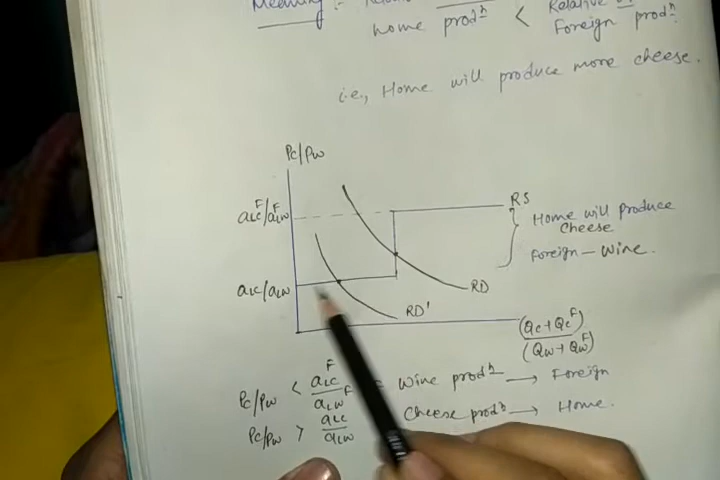 Meaning :-
home prodⁿ < Foreign prodⁿ.
i.e., Home will produce more cheese.
Pc/Pw
aLC^F/aLW^F
RS
Home will produce
Cheese
Foreign - Wine.
aLC/aLW
RD
RD'
(Qc+Qc^F)
(Qw+Qw^F)
Pc/Pw < aLC^F/aLW^F = Wine prodⁿ → Foreign
Pc/Pw > aLC/aLW Cheese prodⁿ → Home.